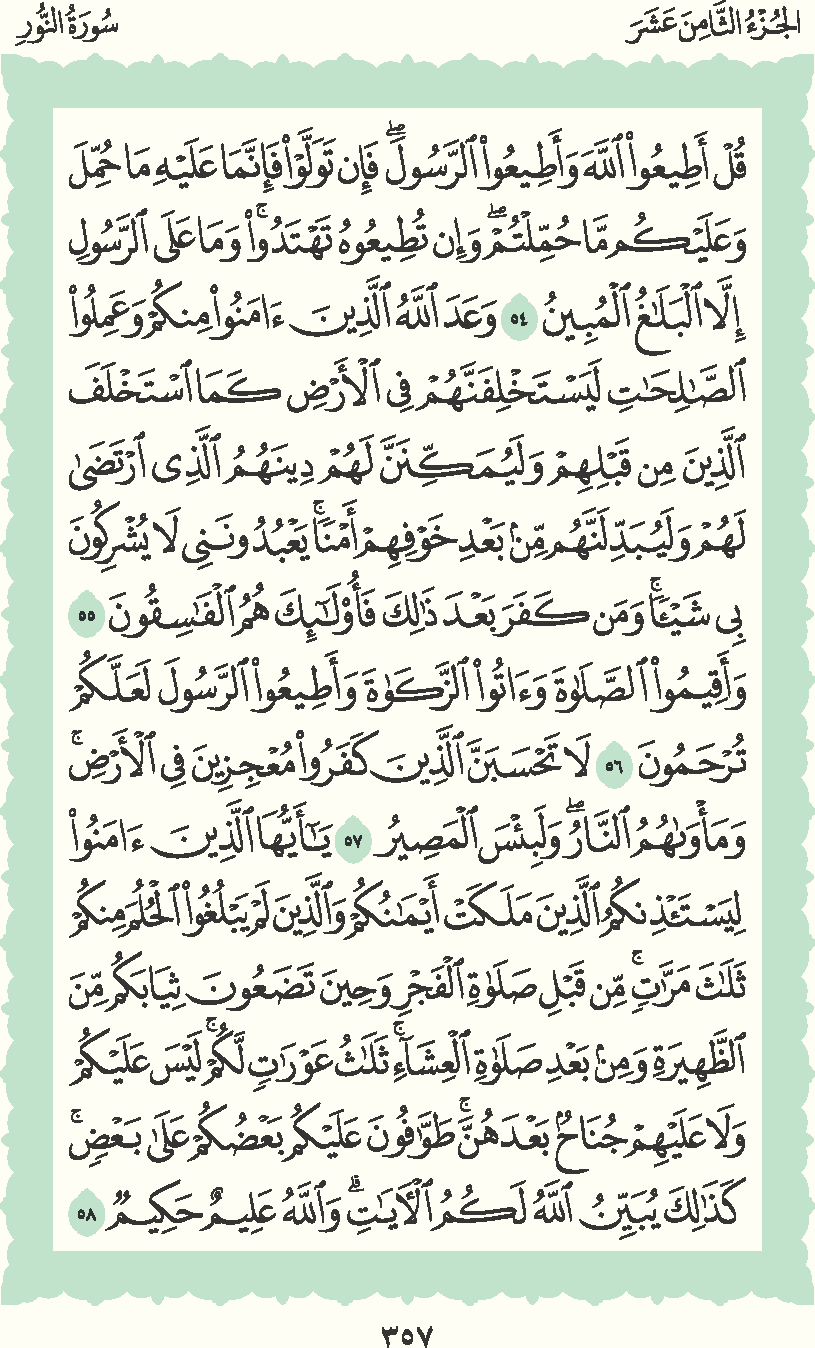 الجُزْءُ الثَّامِنَ عَشَرَ
سُورَةُ النُّورِ
قُلْ أَطِيعُوا۟ ٱللَّهَ وَأَطِيعُوا۟ ٱلرَّسُولَۖ فَإِن تَوَلَّوْا۟ فَإِنَّمَا عَلَيْهِ مَا حُمِّلَ
وَعَلَيْكُم مَّا حُمِّلْتُمْۖ وَإِن تُطِيعُوهُ تَهْتَدُوا۟ۚ وَمَا عَلَى ٱلرَّسُولِ
إِلَّا ٱلْبَلَٰغُ ٱلْمُبِينُ ٥٤ وَعَدَ ٱللَّهُ ٱلَّذِينَ ءَامَنُوا۟ مِنكُمْ وَعَمِلُوا۟
ٱلصَّٰلِحَٰتِ لَيَسْتَخْلِفَنَّهُمْ فِى ٱلْأَرْضِ كَمَا ٱسْتَخْلَفَ
ٱلَّذِينَ مِن قَبْلِهِمْ وَلَيُمَكِّنَنَّ لَهُمْ دِينَهُمُ ٱلَّذِى ٱرْتَضَىٰ
لَهُمْ وَلَيُبَدِّلَنَّهُم مِّنۢ بَعْدِ خَوْفِهِمْ أَمْنًاۚ يَعْبُدُونَنِى لَا يُشْرِكُونَ
بِى شَيْـًٔاۚ وَمَن كَفَرَ بَعْدَ ذَٰلِكَ فَأُو۟لَٰٓئِكَ هُمُ ٱلْفَٰسِقُونَ ٥٥
وَأَقِيمُوا۟ ٱلصَّلَوٰةَ وَءَاتُوا۟ ٱلزَّكَوٰةَ وَأَطِيعُوا۟ ٱلرَّسُولَ لَعَلَّكُمْ
تُرْحَمُونَ ٥٦ لَا تَحْسَبَنَّ ٱلَّذِينَ كَفَرُوا۟ مُعْجِزِينَ فِى ٱلْأَرْضِۚ
وَمَأْوَىٰهُمُ ٱلنَّارُۖ وَلَبِئْسَ ٱلْمَصِيرُ ٥٧ يَٰٓأَيُّهَا ٱلَّذِينَ ءَامَنُوا۟
لِيَسْتَـْٔذِنكُمُ ٱلَّذِينَ مَلَكَتْ أَيْمَٰنُكُمْ وَٱلَّذِينَ لَمْ يَبْلُغُوا۟ ٱلْحُلُمَ مِنكُمْ
ثَلَٰثَ مَرَّٰتٍۚ مِّن قَبْلِ صَلَوٰةِ ٱلْفَجْرِ وَحِينَ تَضَعُونَ ثِيَابَكُم مِّنَ
ٱلظَّهِيرَةِ وَمِنۢ بَعْدِ صَلَوٰةِ ٱلْعِشَآءِۚ ثَلَٰثُ عَوْرَٰتٍ لَّكُمْۚ لَيْسَ عَلَيْكُمْ
وَلَا عَلَيْهِمْ جُنَاحٌۢ بَعْدَهُنَّۚ طَوَّٰفُونَ عَلَيْكُم بَعْضُكُمْ عَلَىٰ بَعْضٍۚ
كَذَٰلِكَ يُبَيِّنُ ٱللَّهُ لَكُمُ ٱلْـَٔايَٰتِۗ وَٱللَّهُ عَلِيمٌ حَكِيمٌ ٥٨
٣٥٧